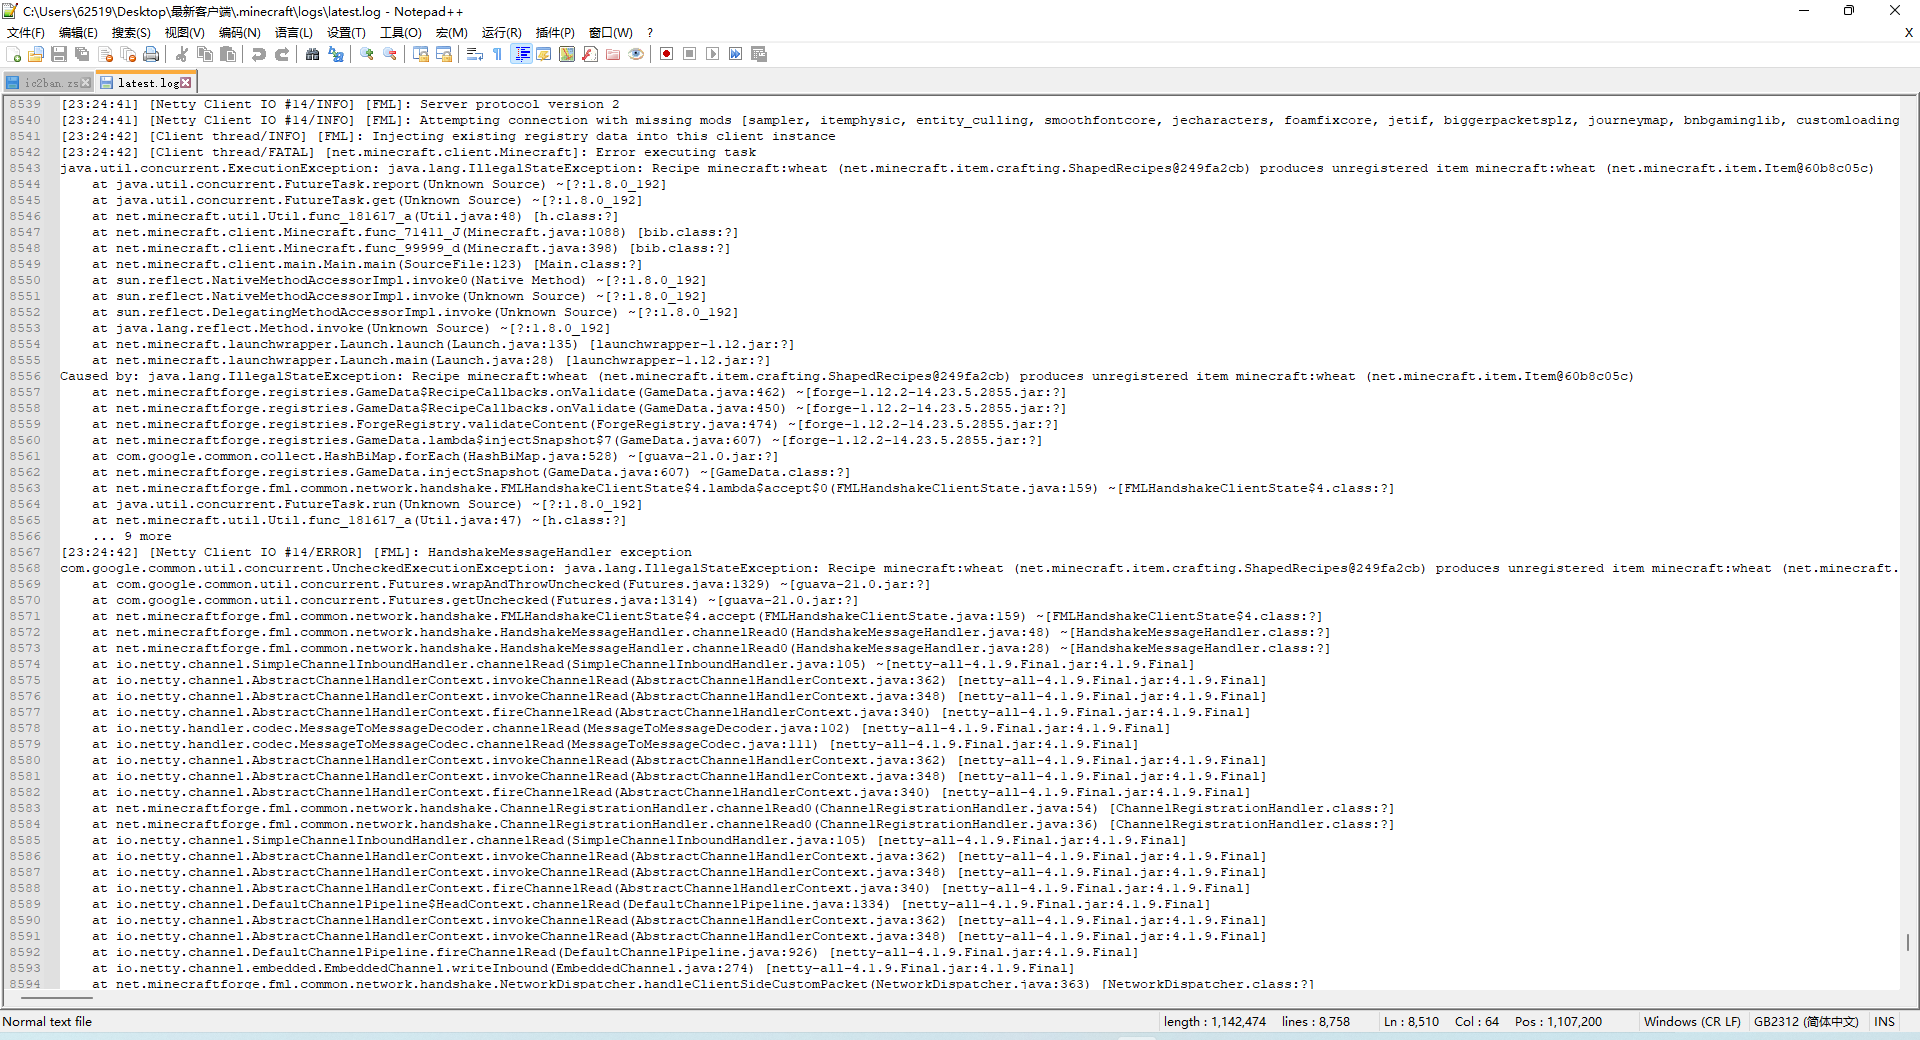 C:\Users\62519\Desktop\最新客户端\.minecraft\logs\latest.log - Notepad++
文件(F) 编辑(E) 搜索(S) 视图(V) 编码(N) 语言(L) 设置(T) 工具(O) 宏(M) 运行(R) 插件(P) 窗口(W) ? X
ic2ban.zs latest.log
8539 [23:24:41] [Netty Client IO #14/INFO] [FML]: Server protocol version 2
8540 [23:24:41] [Netty Client IO #14/INFO] [FML]: Attempting connection with missing mods [sampler, itemphysic, entity_culling, smoothfontcore, jecharacters, foamfixcore, jetif, biggerpacketsplz, journeymap, bnbgaminglib, customloading
8541 [23:24:42] [Client thread/INFO] [FML]: Injecting existing registry data into this client instance
8542 [23:24:42] [Client thread/FATAL] [net.minecraft.client.Minecraft]: Error executing task
8543 java.util.concurrent.ExecutionException: java.lang.IllegalStateException: Recipe minecraft:wheat (net.minecraft.item.crafting.ShapedRecipes@249fa2cb) produces unregistered item minecraft:wheat (net.minecraft.item.Item@60b8c05c)
8544 at java.util.concurrent.FutureTask.report(Unknown Source) ~[?:1.8.0_192]
8545 at java.util.concurrent.FutureTask.get(Unknown Source) ~[?:1.8.0_192]
8546 at net.minecraft.util.Util.func_181617_a(Util.java:48) [h.class:?]
8547 at net.minecraft.client.Minecraft.func_71411_J(Minecraft.java:1088) [bib.class:?]
8548 at net.minecraft.client.Minecraft.func_99999_d(Minecraft.java:398) [bib.class:?]
8549 at net.minecraft.client.main.Main.main(SourceFile:123) [Main.class:?]
8550 at sun.reflect.NativeMethodAccessorImpl.invoke0(Native Method) ~[?:1.8.0_192]
8551 at sun.reflect.NativeMethodAccessorImpl.invoke(Unknown Source) ~[?:1.8.0_192]
8552 at sun.reflect.DelegatingMethodAccessorImpl.invoke(Unknown Source) ~[?:1.8.0_192]
8553 at java.lang.reflect.Method.invoke(Unknown Source) ~[?:1.8.0_192]
8554 at net.minecraft.launchwrapper.Launch.launch(Launch.java:135) [launchwrapper-1.12.jar:?]
8555 at net.minecraft.launchwrapper.Launch.main(Launch.java:28) [launchwrapper-1.12.jar:?]
8556 Caused by: java.lang.IllegalStateException: Recipe minecraft:wheat (net.minecraft.item.crafting.ShapedRecipes@249fa2cb) produces unregistered item minecraft:wheat (net.minecraft.item.Item@60b8c05c)
8557 at net.minecraftforge.registries.GameData$RecipeCallbacks.onValidate(GameData.java:462) ~[forge-1.12.2-14.23.5.2855.jar:?]
8558 at net.minecraftforge.registries.GameData$RecipeCallbacks.onValidate(GameData.java:450) ~[forge-1.12.2-14.23.5.2855.jar:?]
8559 at net.minecraftforge.registries.ForgeRegistry.validateContent(ForgeRegistry.java:474) ~[forge-1.12.2-14.23.5.2855.jar:?]
8560 at net.minecraftforge.registries.GameData.lambda$injectSnapshot$7(GameData.java:607) ~[forge-1.12.2-14.23.5.2855.jar:?]
8561 at com.google.common.collect.HashBiMap.forEach(HashBiMap.java:528) ~[guava-21.0.jar:?]
8562 at net.minecraftforge.registries.GameData.injectSnapshot(GameData.java:607) ~[GameData.class:?]
8563 at net.minecraftforge.fml.common.network.handshake.FMLHandshakeClientState$4.lambda$accept$0(FMLHandshakeClientState.java:159) ~[FMLHandshakeClientState$4.class:?]
8564 at java.util.concurrent.FutureTask.run(Unknown Source) ~[?:1.8.0_192]
8565 at net.minecraft.util.Util.func_181617_a(Util.java:47) ~[h.class:?]
8566 ... 9 more
8567 [23:24:42] [Netty Client IO #14/ERROR] [FML]: HandshakeMessageHandler exception
8568 com.google.common.util.concurrent.UncheckedExecutionException: java.lang.IllegalStateException: Recipe minecraft:wheat (net.minecraft.item.crafting.ShapedRecipes@249fa2cb) produces unregistered item minecraft:wheat (net.minecraft.
8569 at com.google.common.util.concurrent.Futures.wrapAndThrowUnchecked(Futures.java:1329) ~[guava-21.0.jar:?]
8570 at com.google.common.util.concurrent.Futures.getUnchecked(Futures.java:1314) ~[guava-21.0.jar:?]
8571 at net.minecraftforge.fml.common.network.handshake.FMLHandshakeClientState$4.accept(FMLHandshakeClientState.java:159) ~[FMLHandshakeClientState$4.class:?]
8572 at net.minecraftforge.fml.common.network.handshake.HandshakeMessageHandler.channelRead0(HandshakeMessageHandler.java:48) ~[HandshakeMessageHandler.class:?]
8573 at net.minecraftforge.fml.common.network.handshake.HandshakeMessageHandler.channelRead0(HandshakeMessageHandler.java:28) ~[HandshakeMessageHandler.class:?]
8574 at io.netty.channel.SimpleChannelInboundHandler.channelRead(SimpleChannelInboundHandler.java:105) ~[netty-all-4.1.9.Final.jar:4.1.9.Final]
8575 at io.netty.channel.AbstractChannelHandlerContext.invokeChannelRead(AbstractChannelHandlerContext.java:362) [netty-all-4.1.9.Final.jar:4.1.9.Final]
8576 at io.netty.channel.AbstractChannelHandlerContext.invokeChannelRead(AbstractChannelHandlerContext.java:348) [netty-all-4.1.9.Final.jar:4.1.9.Final]
8577 at io.netty.channel.AbstractChannelHandlerContext.fireChannelRead(AbstractChannelHandlerContext.java:340) [netty-all-4.1.9.Final.jar:4.1.9.Final]
8578 at io.netty.handler.codec.MessageToMessageDecoder.channelRead(MessageToMessageDecoder.java:102) [netty-all-4.1.9.Final.jar:4.1.9.Final]
8579 at io.netty.handler.codec.MessageToMessageCodec.channelRead(MessageToMessageCodec.java:111) [netty-all-4.1.9.Final.jar:4.1.9.Final]
8580 at io.netty.channel.AbstractChannelHandlerContext.invokeChannelRead(AbstractChannelHandlerContext.java:362) [netty-all-4.1.9.Final.jar:4.1.9.Final]
8581 at io.netty.channel.AbstractChannelHandlerContext.invokeChannelRead(AbstractChannelHandlerContext.java:348) [netty-all-4.1.9.Final.jar:4.1.9.Final]
8582 at io.netty.channel.AbstractChannelHandlerContext.fireChannelRead(AbstractChannelHandlerContext.java:340) [netty-all-4.1.9.Final.jar:4.1.9.Final]
8583 at net.minecraftforge.fml.common.network.handshake.ChannelRegistrationHandler.channelRead0(ChannelRegistrationHandler.java:54) [ChannelRegistrationHandler.class:?]
8584 at net.minecraftforge.fml.common.network.handshake.ChannelRegistrationHandler.channelRead0(ChannelRegistrationHandler.java:36) [ChannelRegistrationHandler.class:?]
8585 at io.netty.channel.SimpleChannelInboundHandler.channelRead(SimpleChannelInboundHandler.java:105) [netty-all-4.1.9.Final.jar:4.1.9.Final]
8586 at io.netty.channel.AbstractChannelHandlerContext.invokeChannelRead(AbstractChannelHandlerContext.java:362) [netty-all-4.1.9.Final.jar:4.1.9.Final]
8587 at io.netty.channel.AbstractChannelHandlerContext.invokeChannelRead(AbstractChannelHandlerContext.java:348) [netty-all-4.1.9.Final.jar:4.1.9.Final]
8588 at io.netty.channel.AbstractChannelHandlerContext.fireChannelRead(AbstractChannelHandlerContext.java:340) [netty-all-4.1.9.Final.jar:4.1.9.Final]
8589 at io.netty.channel.DefaultChannelPipeline$HeadContext.channelRead(DefaultChannelPipeline.java:1334) [netty-all-4.1.9.Final.jar:4.1.9.Final]
8590 at io.netty.channel.AbstractChannelHandlerContext.invokeChannelRead(AbstractChannelHandlerContext.java:362) [netty-all-4.1.9.Final.jar:4.1.9.Final]
8591 at io.netty.channel.AbstractChannelHandlerContext.invokeChannelRead(AbstractChannelHandlerContext.java:348) [netty-all-4.1.9.Final.jar:4.1.9.Final]
8592 at io.netty.channel.DefaultChannelPipeline.fireChannelRead(DefaultChannelPipeline.java:926) [netty-all-4.1.9.Final.jar:4.1.9.Final]
8593 at io.netty.channel.embedded.EmbeddedChannel.writeInbound(EmbeddedChannel.java:274) [netty-all-4.1.9.Final.jar:4.1.9.Final]
8594 at net.minecraftforge.fml.common.network.handshake.NetworkDispatcher.handleClientSideCustomPacket(NetworkDispatcher.java:363) [NetworkDispatcher.class:?]
Normal text file length : 1,142,474 lines : 8,758 Ln : 8,510 Col : 64 Pos : 1,107,200 Windows (CR LF) GB2312 (简体中文) INS